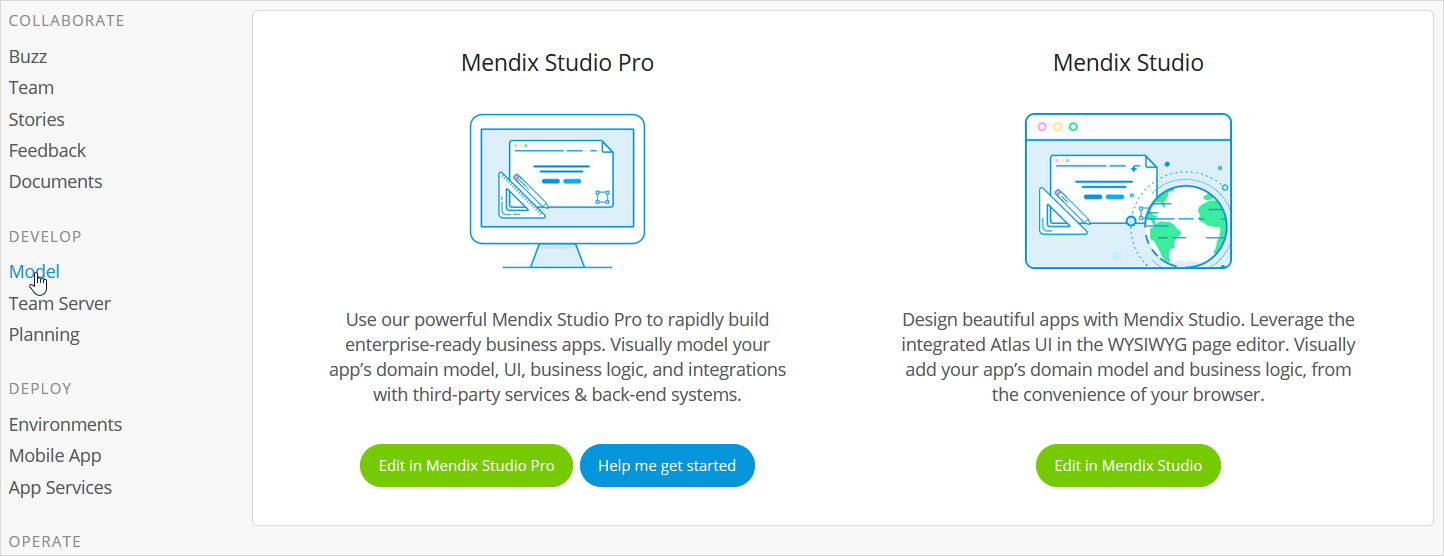 COLLABORATE
Buzz
Team
Stories
Feedback
Documents
DEVELOP
Model
Team Server
Planning
DEPLOY
Environments
Mobile App
App Services
OPERATE
Mendix Studio Pro
Use our powerful Mendix Studio Pro to rapidly build
enterprise-ready business apps. Visually model your
app’s domain model, UI, business logic, and integrations
with third-party services & back-end systems.
Edit in Mendix Studio Pro
Help me get started
Mendix Studio
Design beautiful apps with Mendix Studio. Leverage the
integrated Atlas UI in the WYSIWYG page editor. Visually
add your app’s domain model and business logic, from
the convenience of your browser.
Edit in Mendix Studio